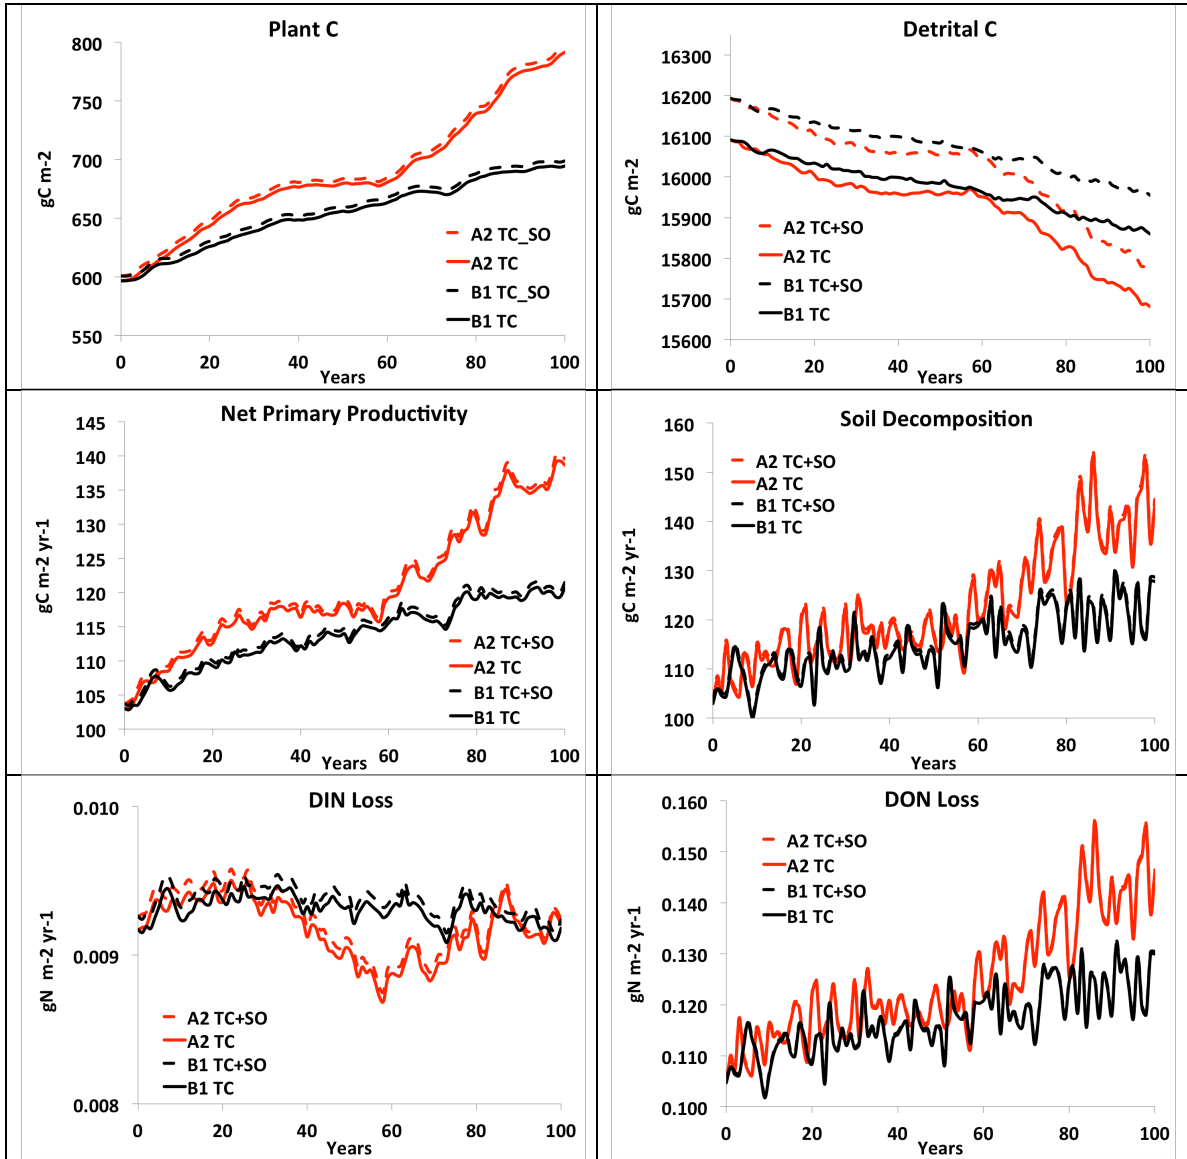 Plant C
800
750
700
650
600
550
gC m-2
A2 TC_SO
A2 TC
B1 TC_SO
B1 TC
0 20 40 60 80 100
Years
Detrital C
16300
16200
16100
16000
15900
15800
15700
15600
gC m-2
A2 TC+SO
A2 TC
B1 TC+SO
B1 TC
0 20 40 60 80 100
Years
Net Primary Productivity
145
140
135
130
125
120
115
110
105
100
gC m-2 yr-1
A2 TC+SO
A2 TC
B1 TC+SO
B1 TC
0 20 40 60 80 100
Years
Soil Decomposition
160
150
140
130
120
110
100
gC m-2 yr-1
A2 TC+SO
A2 TC
B1 TC+SO
B1 TC
0 20 40 60 80 100
Years
DIN Loss
0.010
0.009
0.008
gN m-2 yr-1
A2 TC+SO
A2 TC
B1 TC+SO
B1 TC
0 20 40 60 80 100
Years
DON Loss
0.160
0.150
0.140
0.130
0.120
0.110
0.100
gN m-2 yr-1
A2 TC+SO
A2 TC
B1 TC+SO
B1 TC
0 20 40 60 80 100
Years